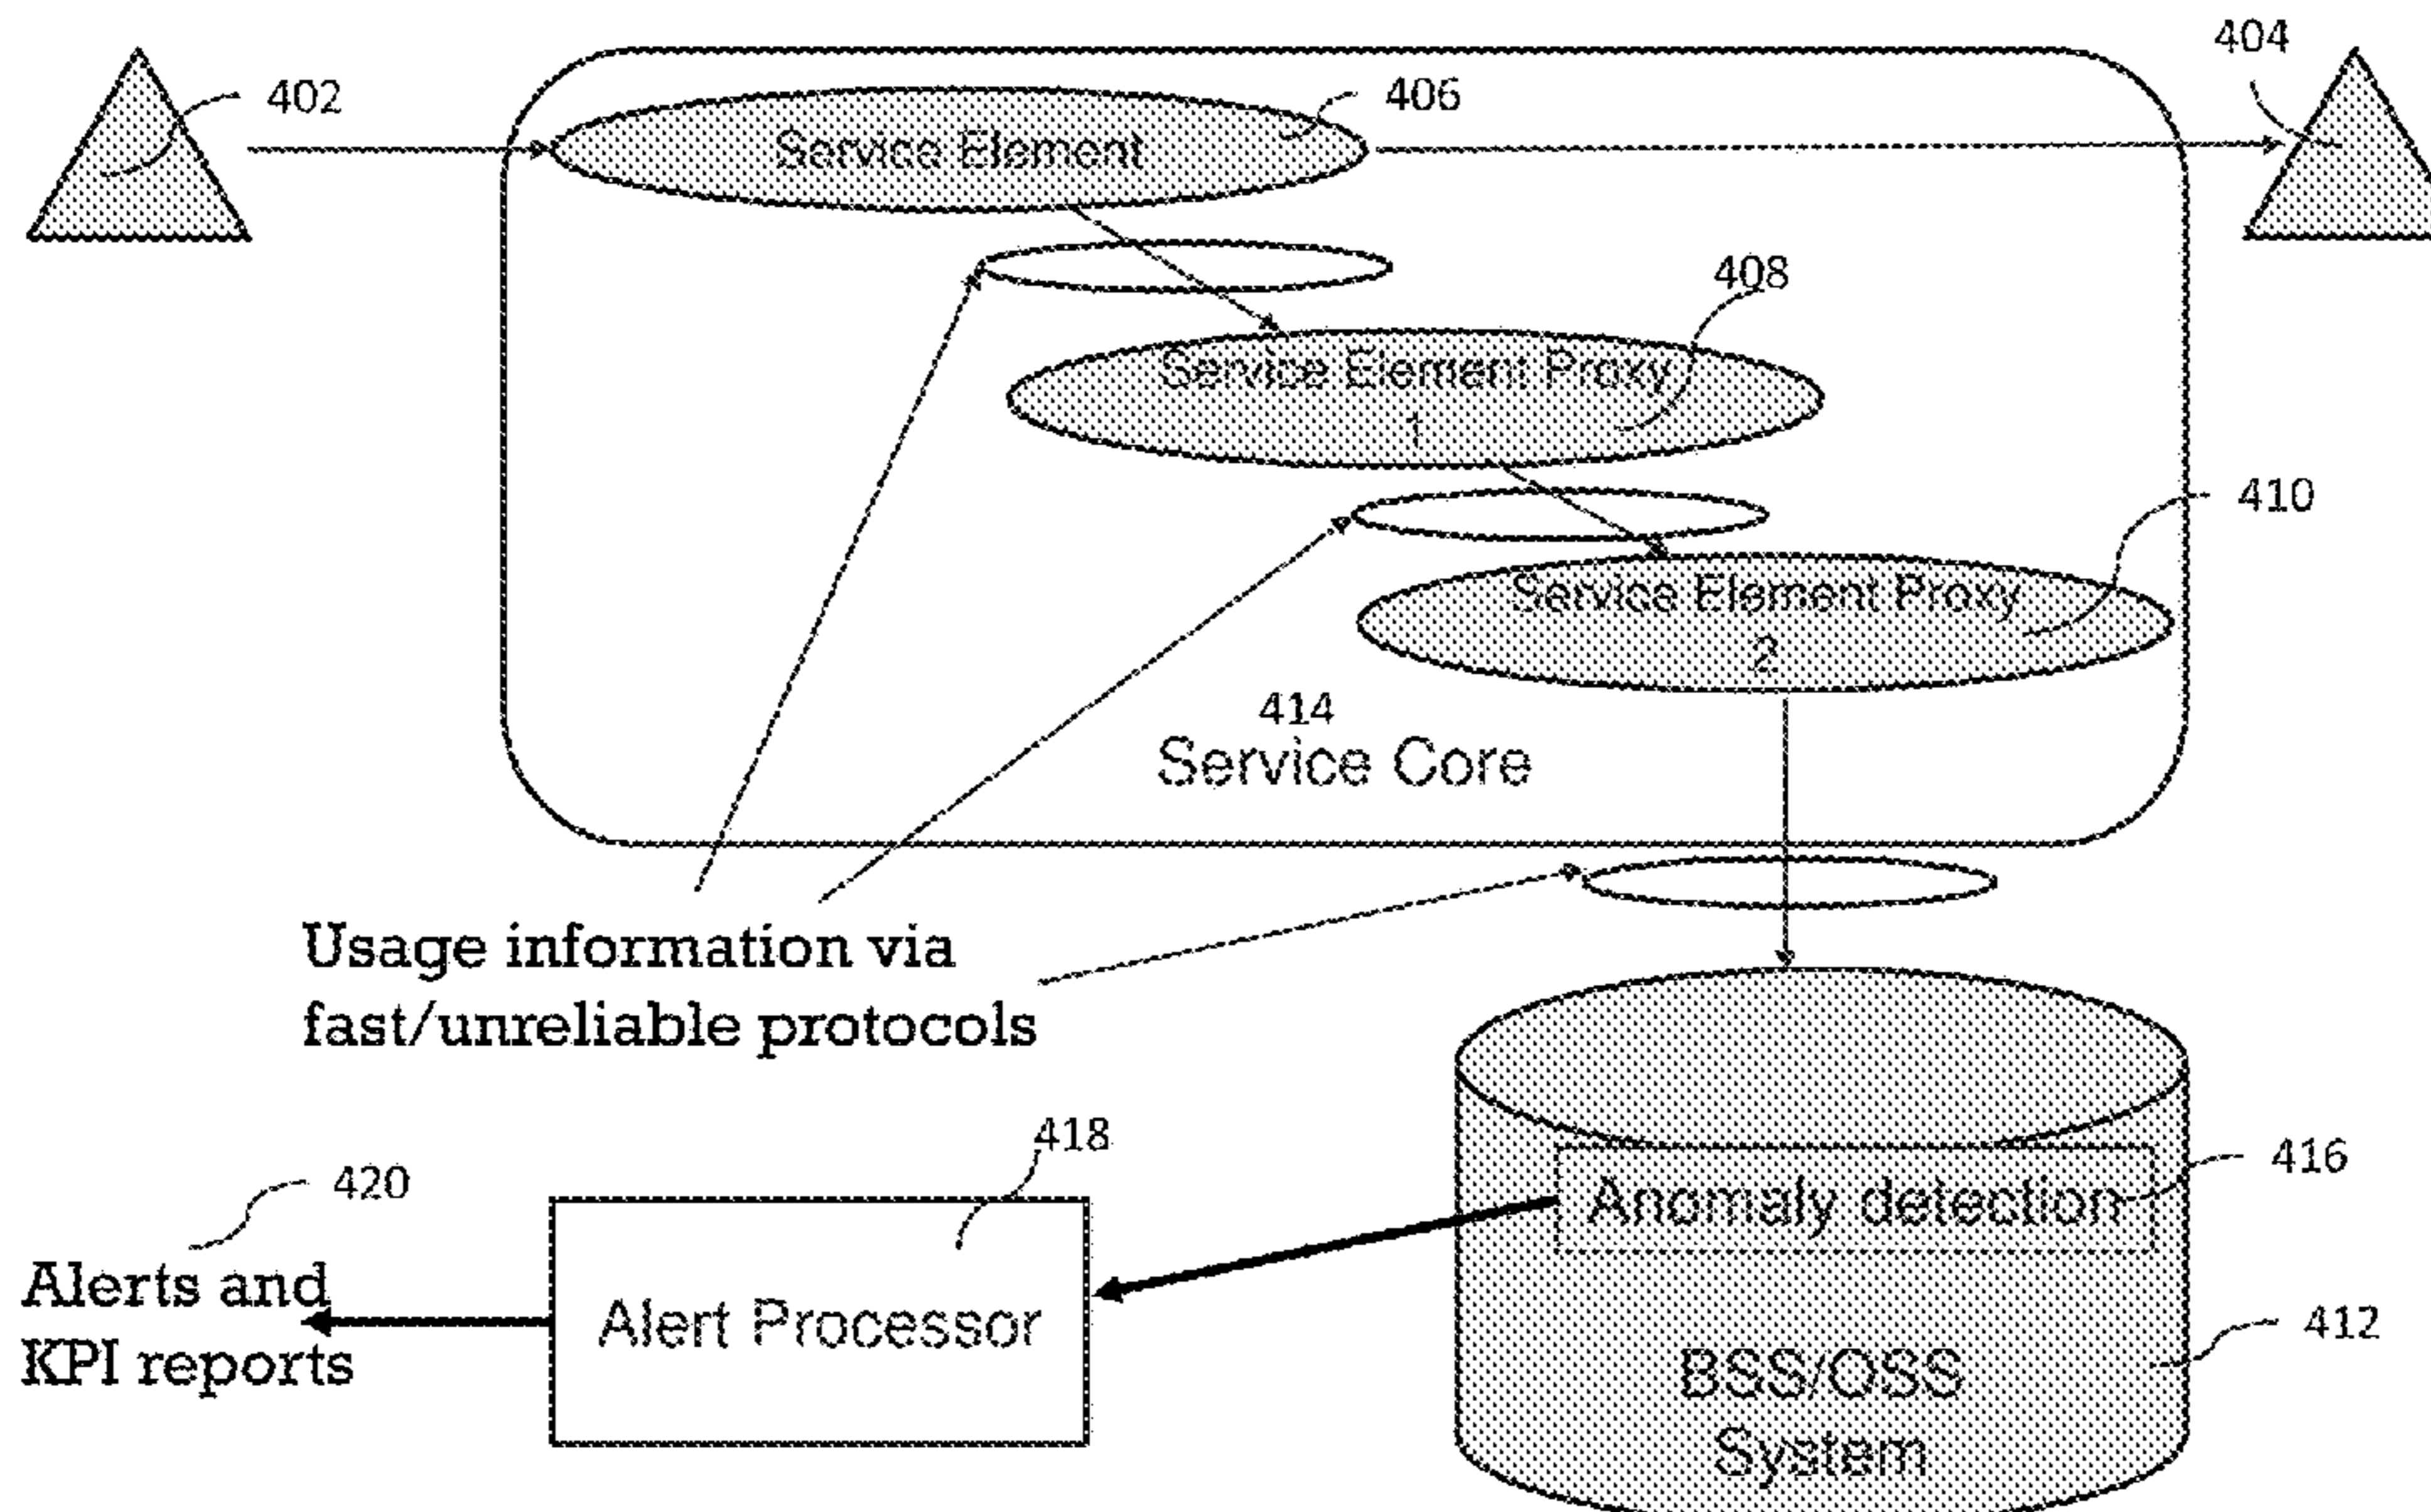 404
402
406
Service Element
408
Service Element Proxy
1
410
Service Element Proxy
2
414
Service Core
Usage information via
fast/unreliable protocols
418
416
420
Anomaly detection
Alerts and
KPI reports
Alert Processor
412
BSS/OSS
System